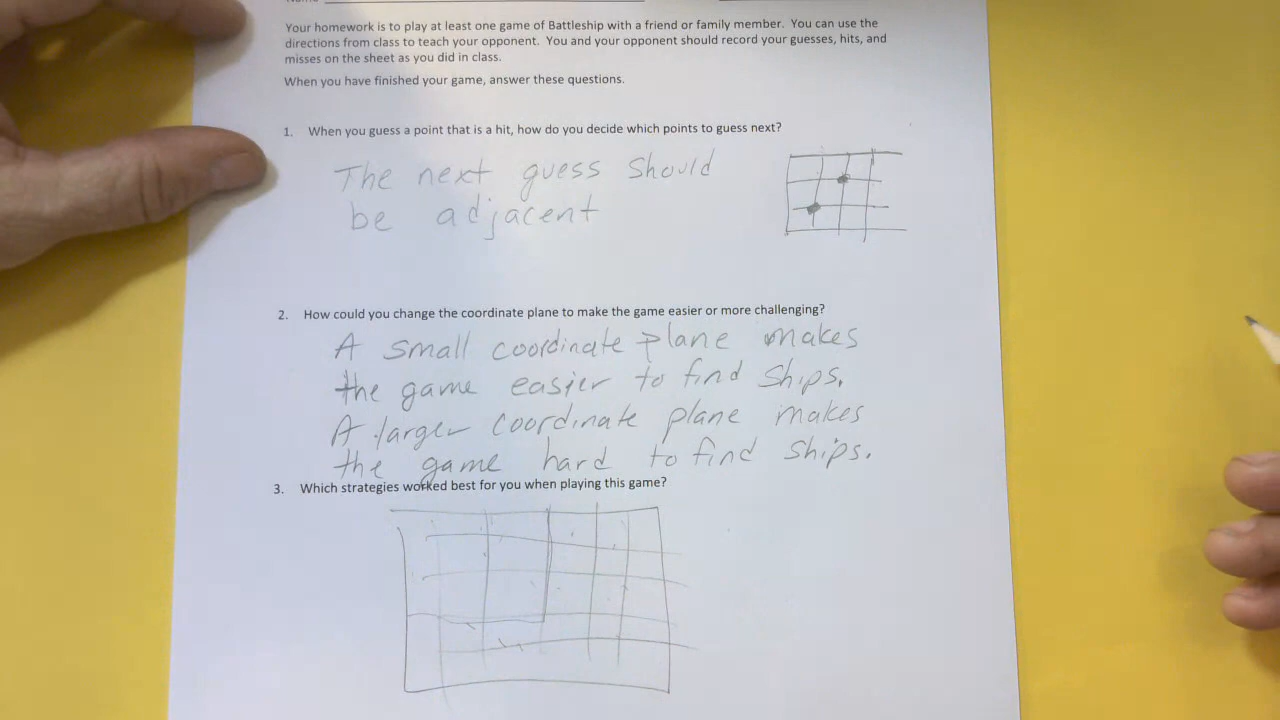 Your homework is to play at least one game of Battleship with a friend or family member. You can use the
directions from class to teach your opponent. You and your opponent should record your guesses, hits, and
misses on the sheet as you did in class.
When you have finished your game, answer these questions.
1. When you guess a point that is a hit, how do you decide which points to guess next?
The next guess should
be adjacent
2. How could you change the coordinate plane to make the game easier or more challenging?
A small coordinate plane makes
the game easier to find ships.
A larger coordinate plane makes
the game hard to find ships.
3. Which strategies worked best for you when playing this game?